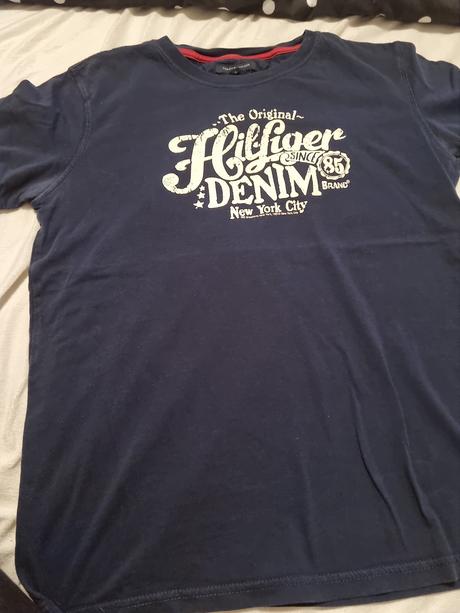 The Original~
Hilfiger
SINCE 85
DENIM BRAND®
New York City